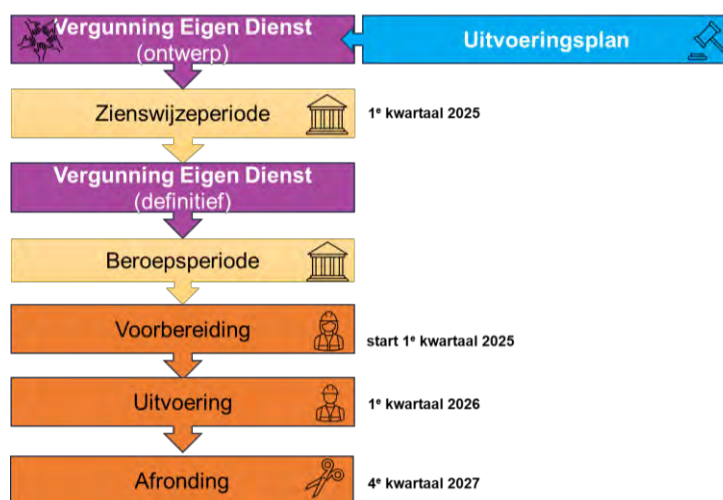 Vergunning Eigen Dienst
(ontwerp)
Uitvoeringsplan
Zienswijzeperiode
1e kwartaal 2025
Vergunning Eigen Dienst
(definitief)
Beroepsperiode
Voorbereiding
start 1e kwartaal 2025
Uitvoering
1e kwartaal 2026
Afronding
4e kwartaal 2027